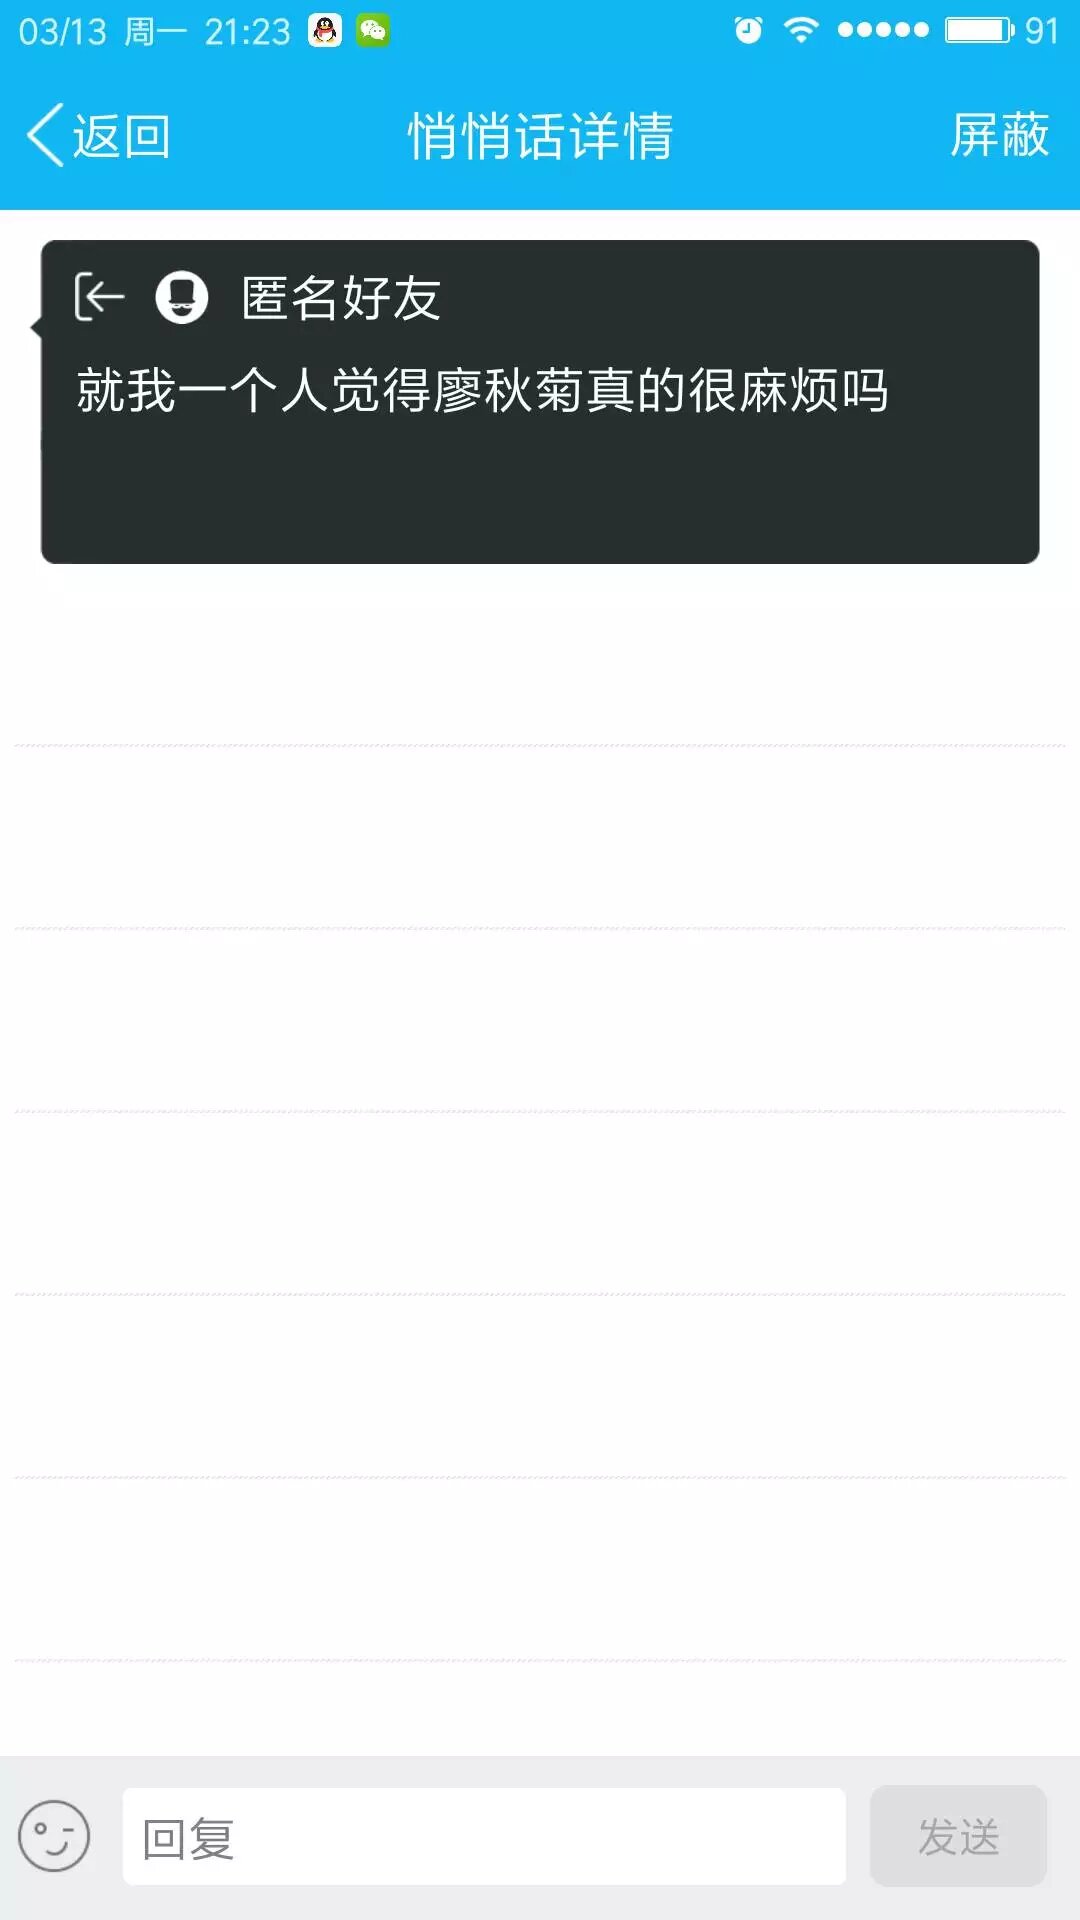 03/13 周一 21:23 91
返回 悄悄话详情 屏蔽
匿名好友
就我一个人觉得廖秋菊真的很麻烦吗
回复 发送